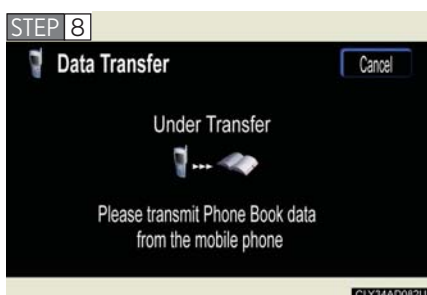 STEP 8
Data Transfer
Cancel
Under Transfer
Please transmit Phone Book data
from the mobile phone